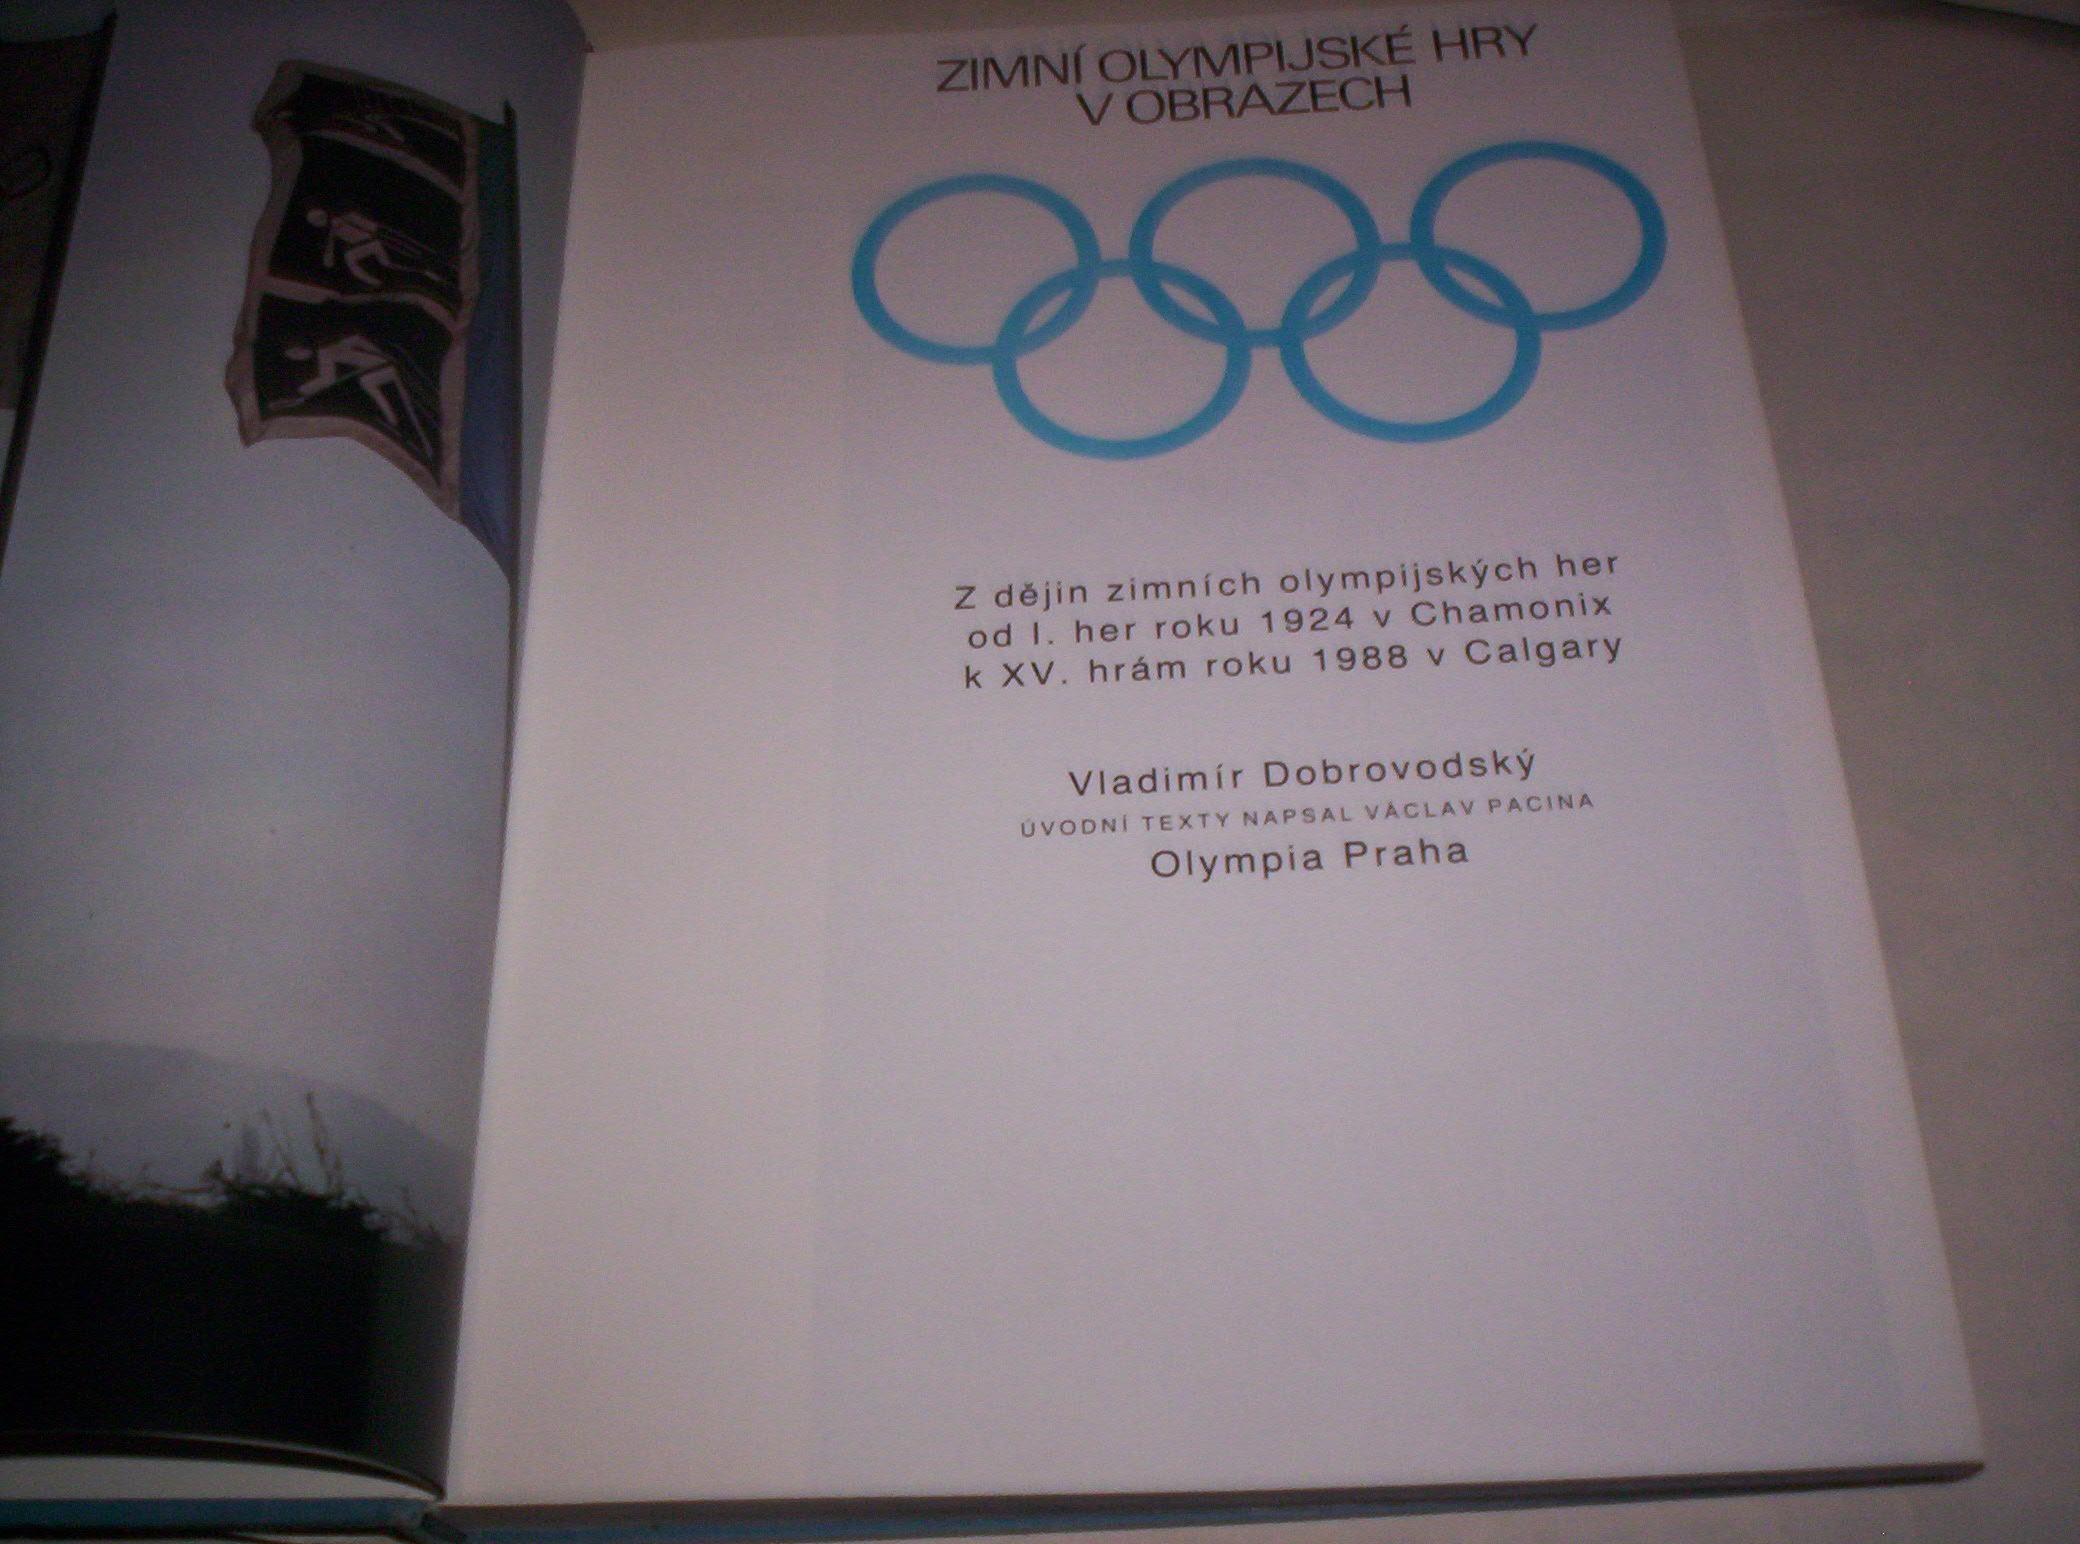 ZIMNÍ OLYMPIJSKÉ HRY
V OBRAZECH
Z dějin zimních olympijských her
od I. her roku 1924 v Chamonix
k XV. hrám roku 1988 v Calgary
Vladimír Dobrovodský
ÚVODNÍ TEXTY NAPSAL VÁCLAV PACINA
Olympia Praha